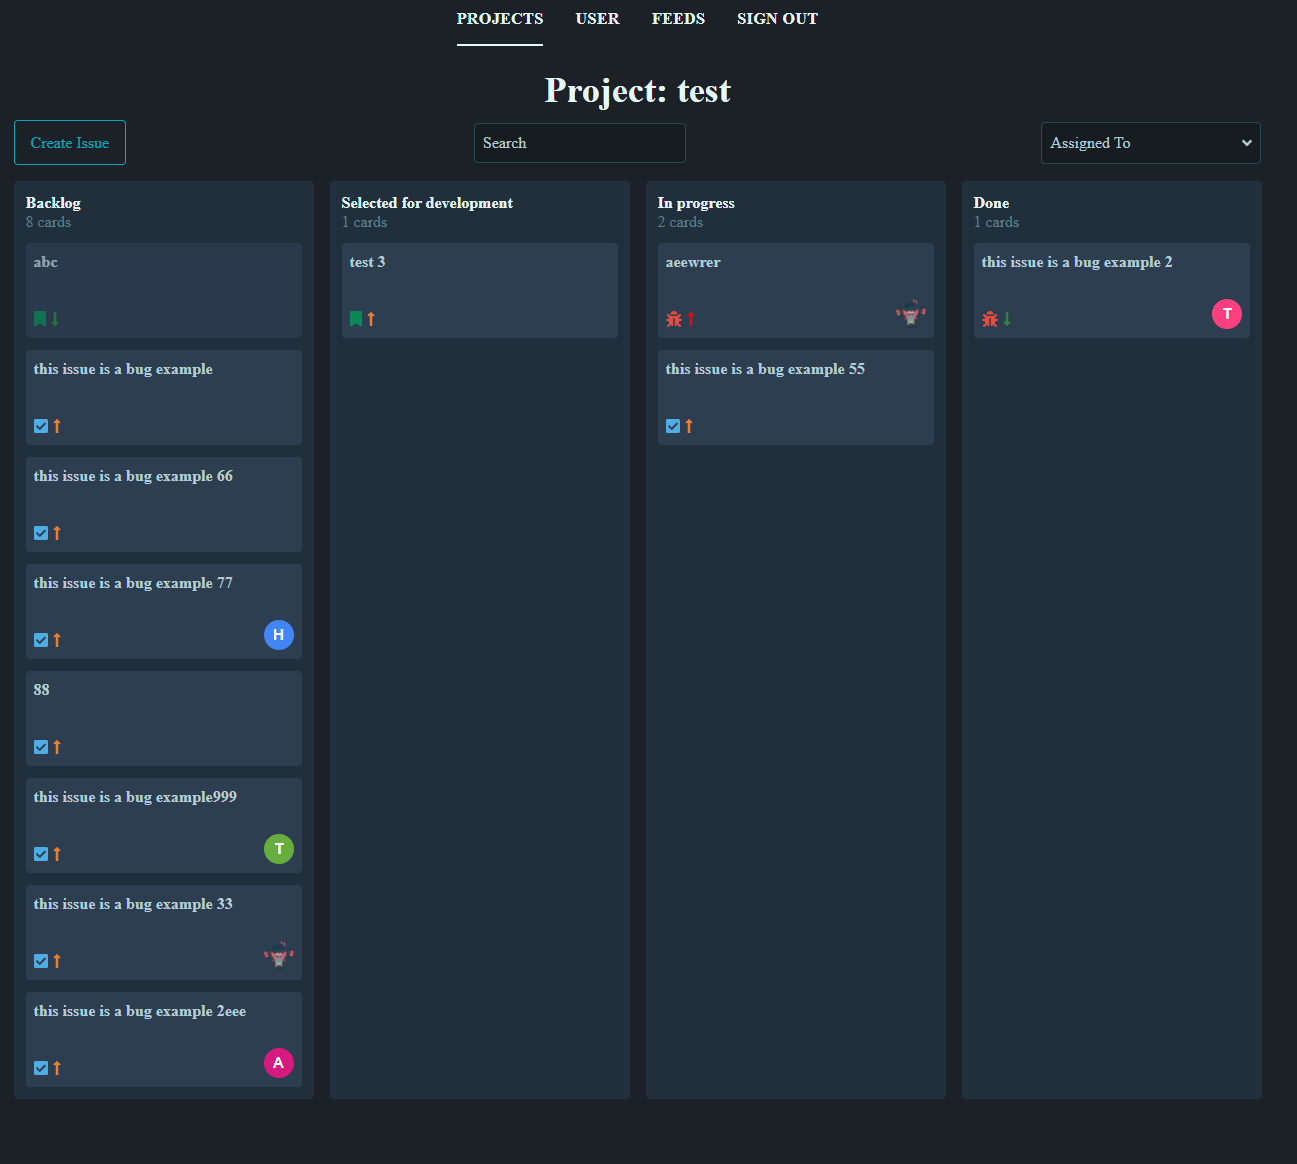 PROJECTS USER FEEDS SIGN OUT
Project: test
Create Issue
Search
Assigned To
Backlog
8 cards
abc
this issue is a bug example
this issue is a bug example 66
this issue is a bug example 77
H
88
this issue is a bug example999
T
this issue is a bug example 33
this issue is a bug example 2eee
A
Selected for development
1 cards
test 3
In progress
2 cards
aeewrer
this issue is a bug example 55
Done
1 cards
this issue is a bug example 2
T